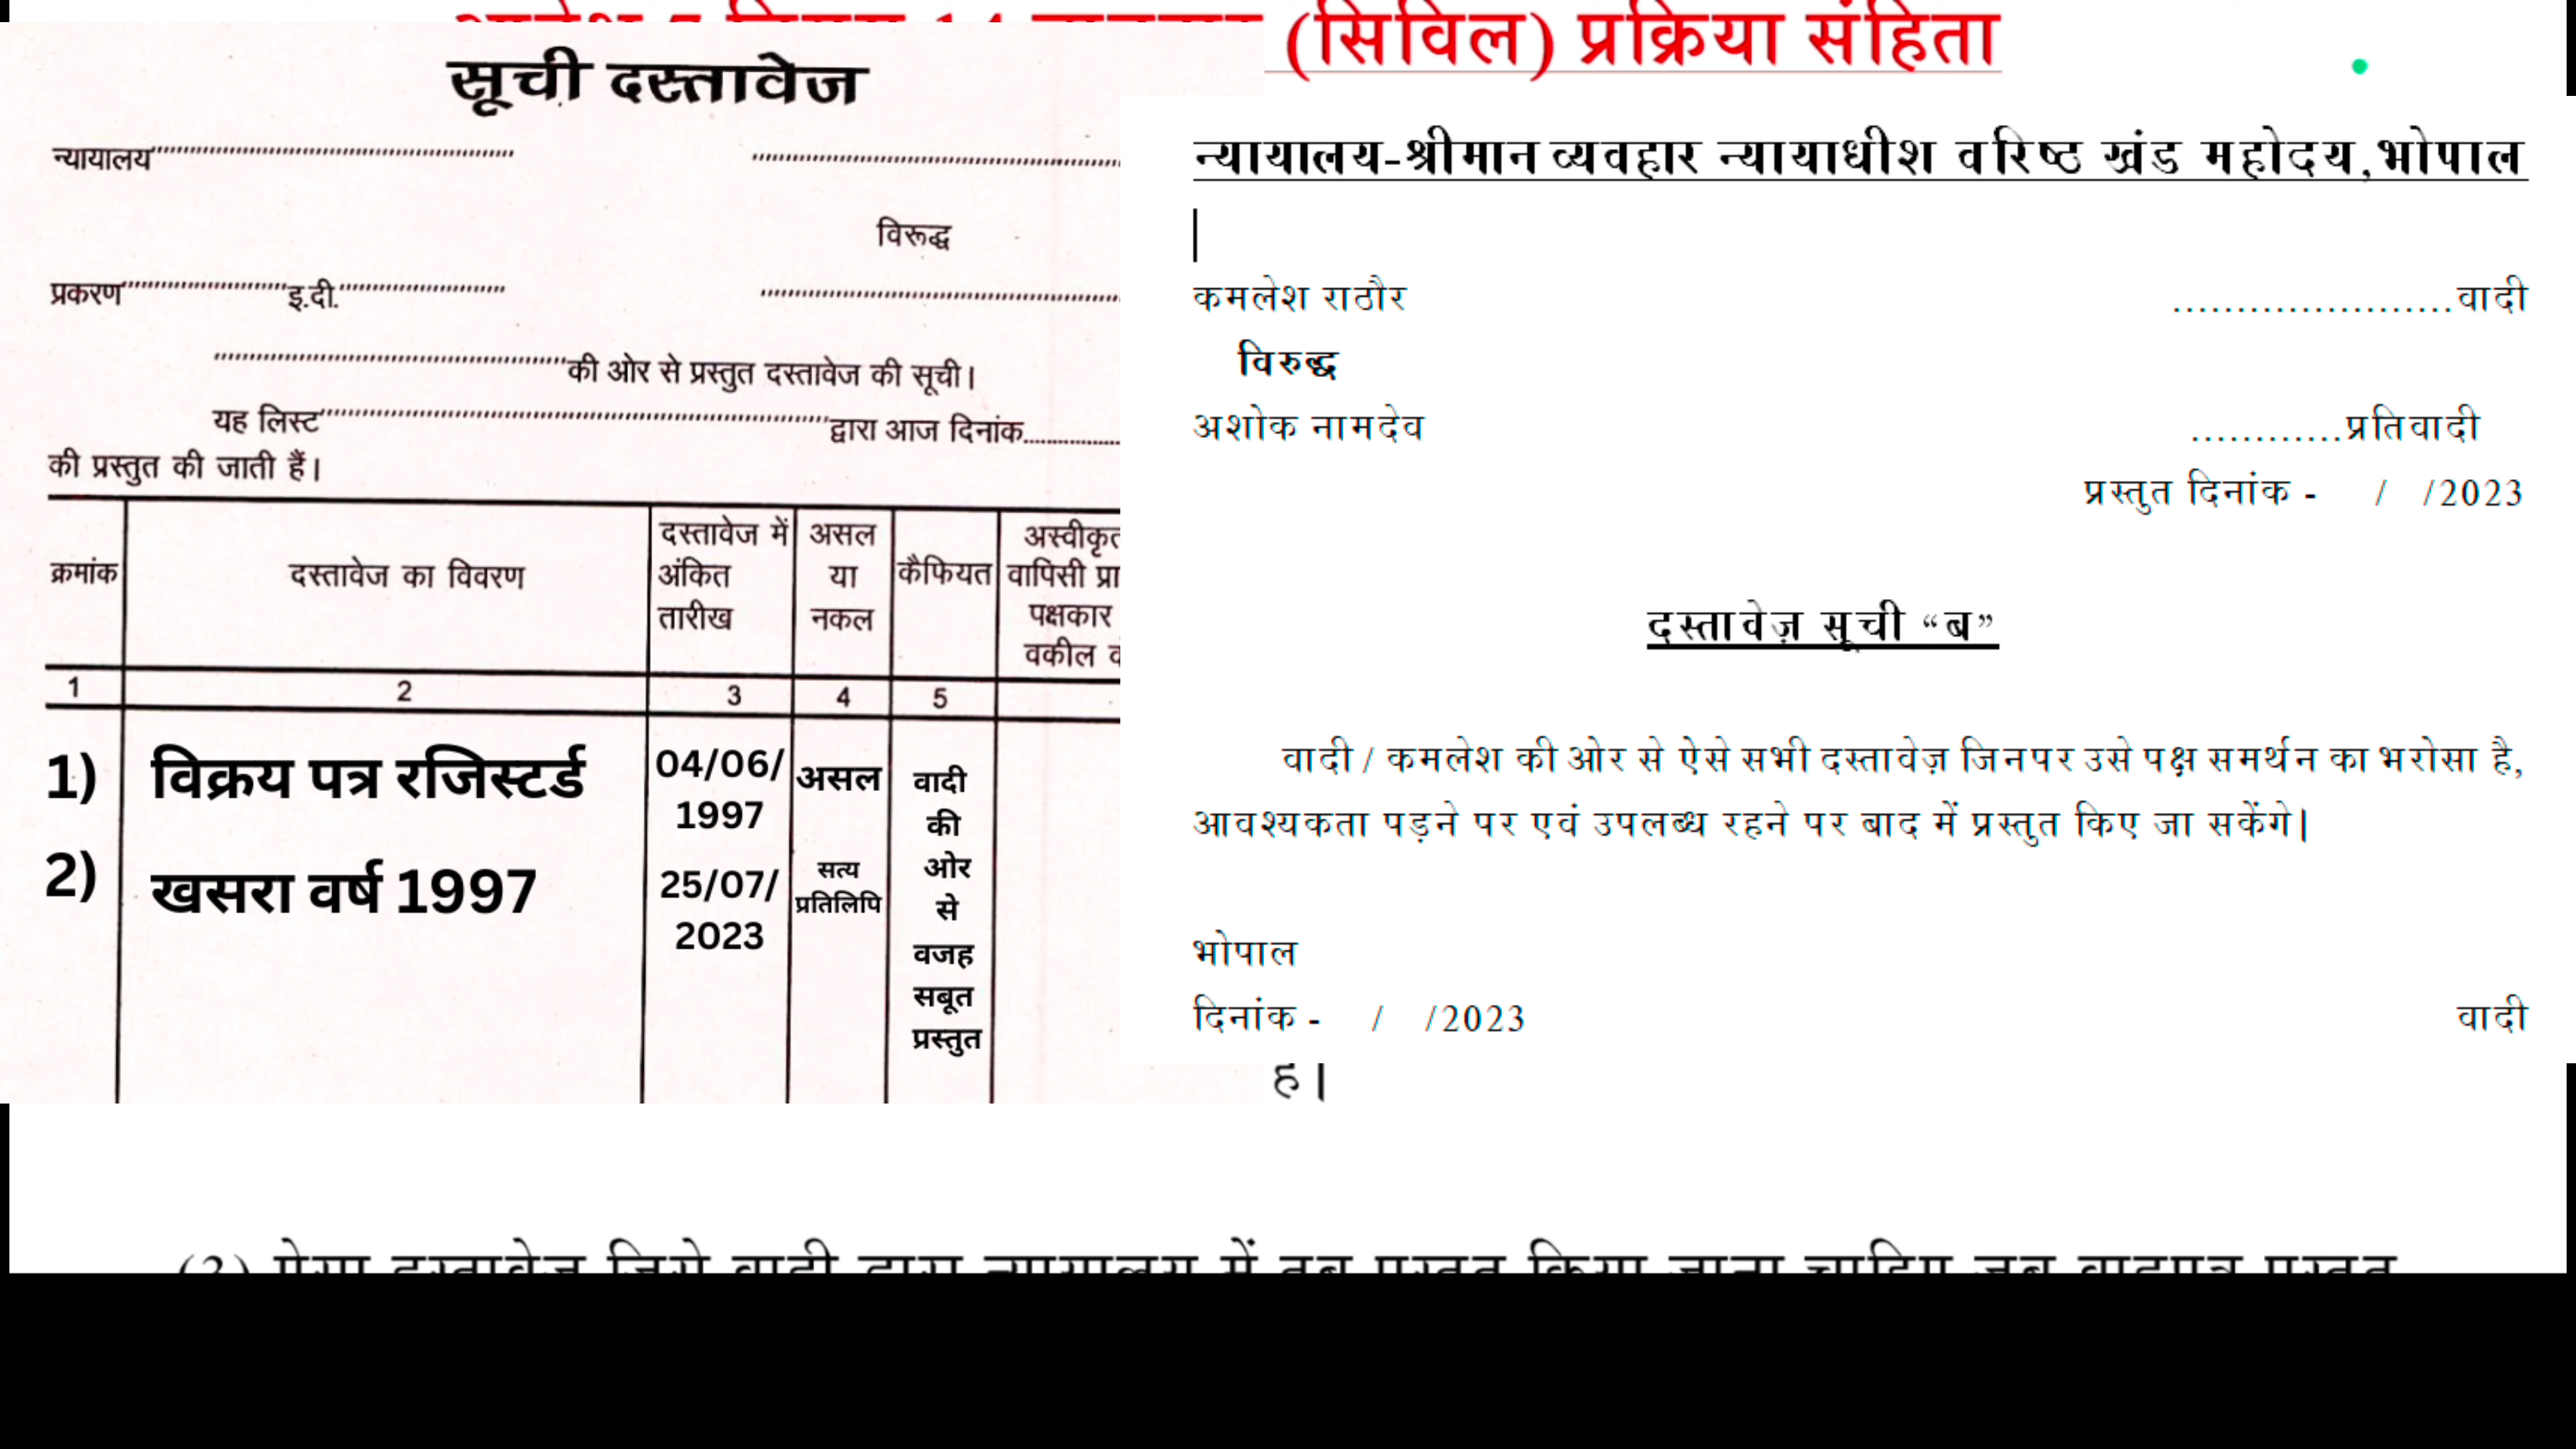 (सिविल) प्रक्रिया संहिता
सूची दस्तावेज
न्यायालय
विरूद्ध
प्रकरण इ.दी.
की ओर से प्रस्तुत दस्तावेज की सूची।
यह लिस्ट द्वारा आज दिनांक
की प्रस्तुत की जाती हैं।
क्रमांक दस्तावेज का विवरण दस्तावेज में अंकित तारीख असल या नकल कैफियत वापिसी पक्षकार वकील
1 2 3 4 5
1) विक्रय पत्र रजिस्टर्ड 04/06/1997 असल वादी की ओर से वजह सबूत प्रस्तुत
2) खसरा वर्ष 1997 25/07/2023 सत्य प्रतिलिपि
न्यायालय-श्रीमान व्यवहार न्यायाधीश वरिष्ठ खंड महोदय,भोपाल
कमलेश राठौर ......................वादी
विरुद्ध
अशोक नामदेव ............प्रतिवादी
प्रस्तुत दिनांक - / /2023
दस्तावेज़ सूची “ब”
वादी / कमलेश की ओर से ऐसे सभी दस्तावेज़ जिनपर उसे पक्ष समर्थन का भरोसा है,
आवश्यकता पड़ने पर एवं उपलब्ध रहने पर बाद में प्रस्तुत किए जा सकेंगे|
भोपाल
दिनांक - / /2023 वादी